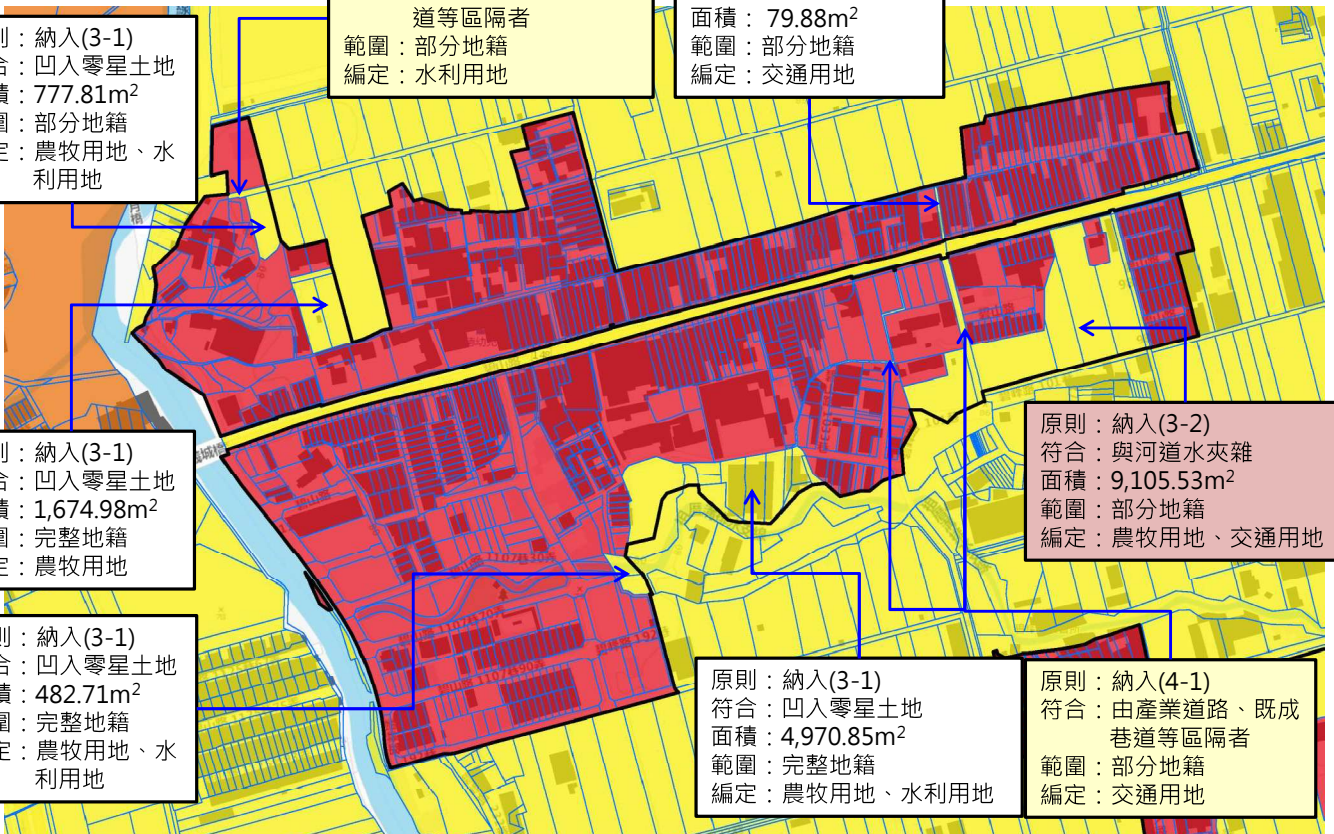 則：納入(3-1)
合：凹入零星土地
積：777.81m²
圍：部分地籍
定：農牧用地、水
利用地
道等區隔者
範圍：部分地籍
編定：水利用地
面積： 79.88m²
範圍：部分地籍
編定：交通用地
則：納入(3-1)
合：凹入零星土地
積：1,674.98m²
圍：完整地籍
定：農牧用地
則：納入(3-1)
合：凹入零星土地
積：482.71m²
圍：完整地籍
定：農牧用地、水
利用地
原則：納入(3-2)
符合：與河道水夾雜
面積：9,105.53m²
範圍：部分地籍
編定：農牧用地、交通用地
原則：納入(3-1)
符合：凹入零星土地
面積：4,970.85m²
範圍：完整地籍
編定：農牧用地、水利用地
原則：納入(4-1)
符合：由產業道路、既成
巷道等區隔者
範圍：部分地籍
編定：交通用地